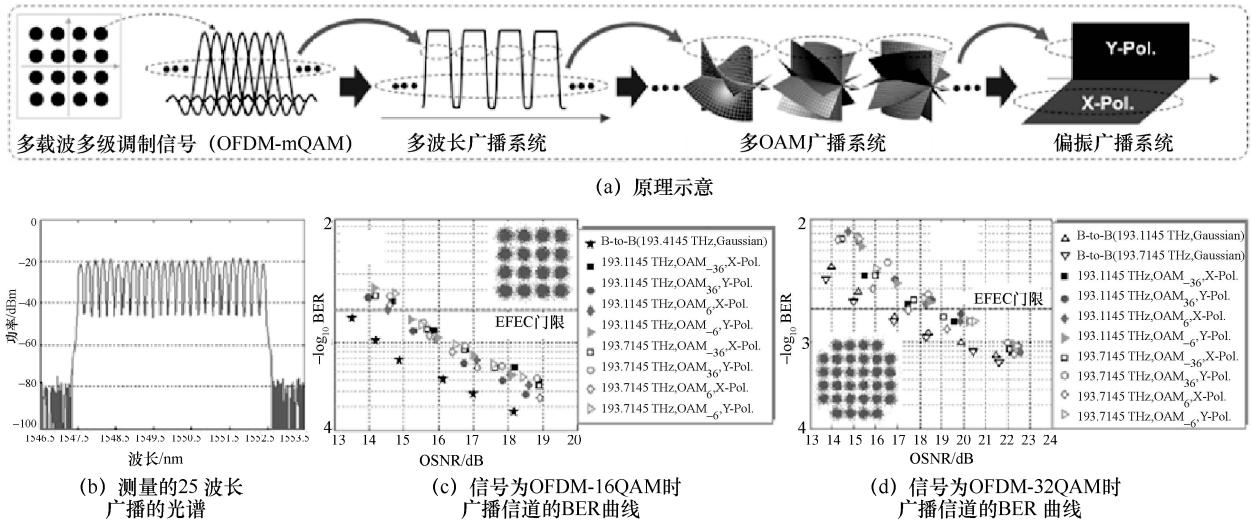 Y-Pol.
X-Pol.
多载波多级调制信号（OFDM-mQAM）
多波长广播系统
多OAM广播系统
偏振广播系统
（a）原理示意
功率/dBm
0
−20
−40
−60
−80
−100
1546.5 1547.5 1548.5 1549.5 1550.5 1551.5 1552.5 1553.5
波长/nm
（b）测量的25 波长
广播的光谱
−log10 BER
2
3
4
EFEC门限
13 14 15 16 17 18 19 20
OSNR/dB
B-to-B(193.4145 THz,Gaussian)
193.1145 THz,OAM−36,X-Pol.
193.1145 THz,OAM36,Y-Pol.
193.1145 THz,OAM6,X-Pol.
193.1145 THz,OAM−6,Y-Pol.
193.7145 THz,OAM−36,X-Pol.
193.7145 THz,OAM36,Y-Pol.
193.7145 THz,OAM6,X-Pol.
193.7145 THz,OAM−6,Y-Pol.
（c）信号为OFDM-16QAM时
广播信道的BER曲线
−log10 BER
2
3
4
EFEC门限
13 14 15 16 17 18 19 20 21 22 23 24
OSNR/dB
B-to-B(193.1145 THz,Gaussian)
B-to-B(193.7145 THz,Gaussian)
193.1145 THz,OAM−36,X-Pol.
193.1145 THz,OAM36,Y-Pol.
193.1145 THz,OAM6,X-Pol.
193.1145 THz,OAM−6,Y-Pol.
193.7145 THz,OAM−36,X-Pol.
193.7145 THz,OAM36,Y-Pol.
193.7145 THz,OAM6,X-Pol.
193.7145 THz,OAM−6,Y-Pol.
（d）信号为OFDM-32QAM时
广播信道的BER 曲线